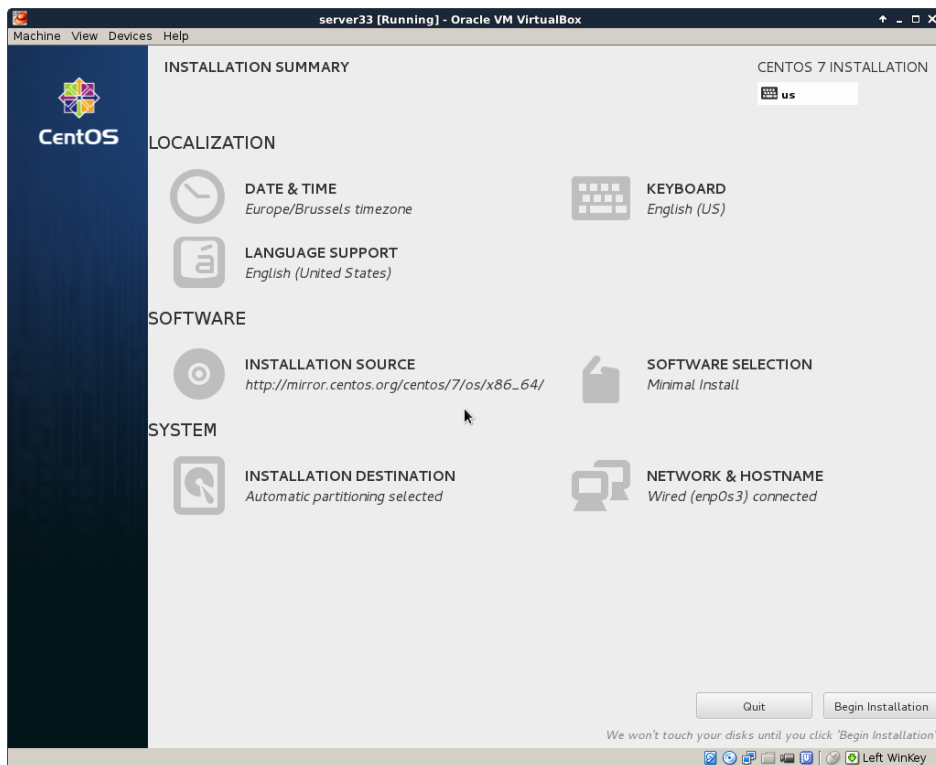 server33 [Running] - Oracle VM VirtualBox
Machine View Devices Help
INSTALLATION SUMMARY
CENTOS 7 INSTALLATION
us
CentOS
LOCALIZATION
DATE & TIME
Europe/Brussels timezone
KEYBOARD
English (US)
á
LANGUAGE SUPPORT
English (United States)
SOFTWARE
INSTALLATION SOURCE
http://mirror.centos.org/centos/7/os/x86_64/
SOFTWARE SELECTION
Minimal Install
SYSTEM
INSTALLATION DESTINATION
Automatic partitioning selected
NETWORK & HOSTNAME
Wired (enp0s3) connected
Quit
Begin Installation
We won't touch your disks until you click 'Begin Installation'
Left WinKey